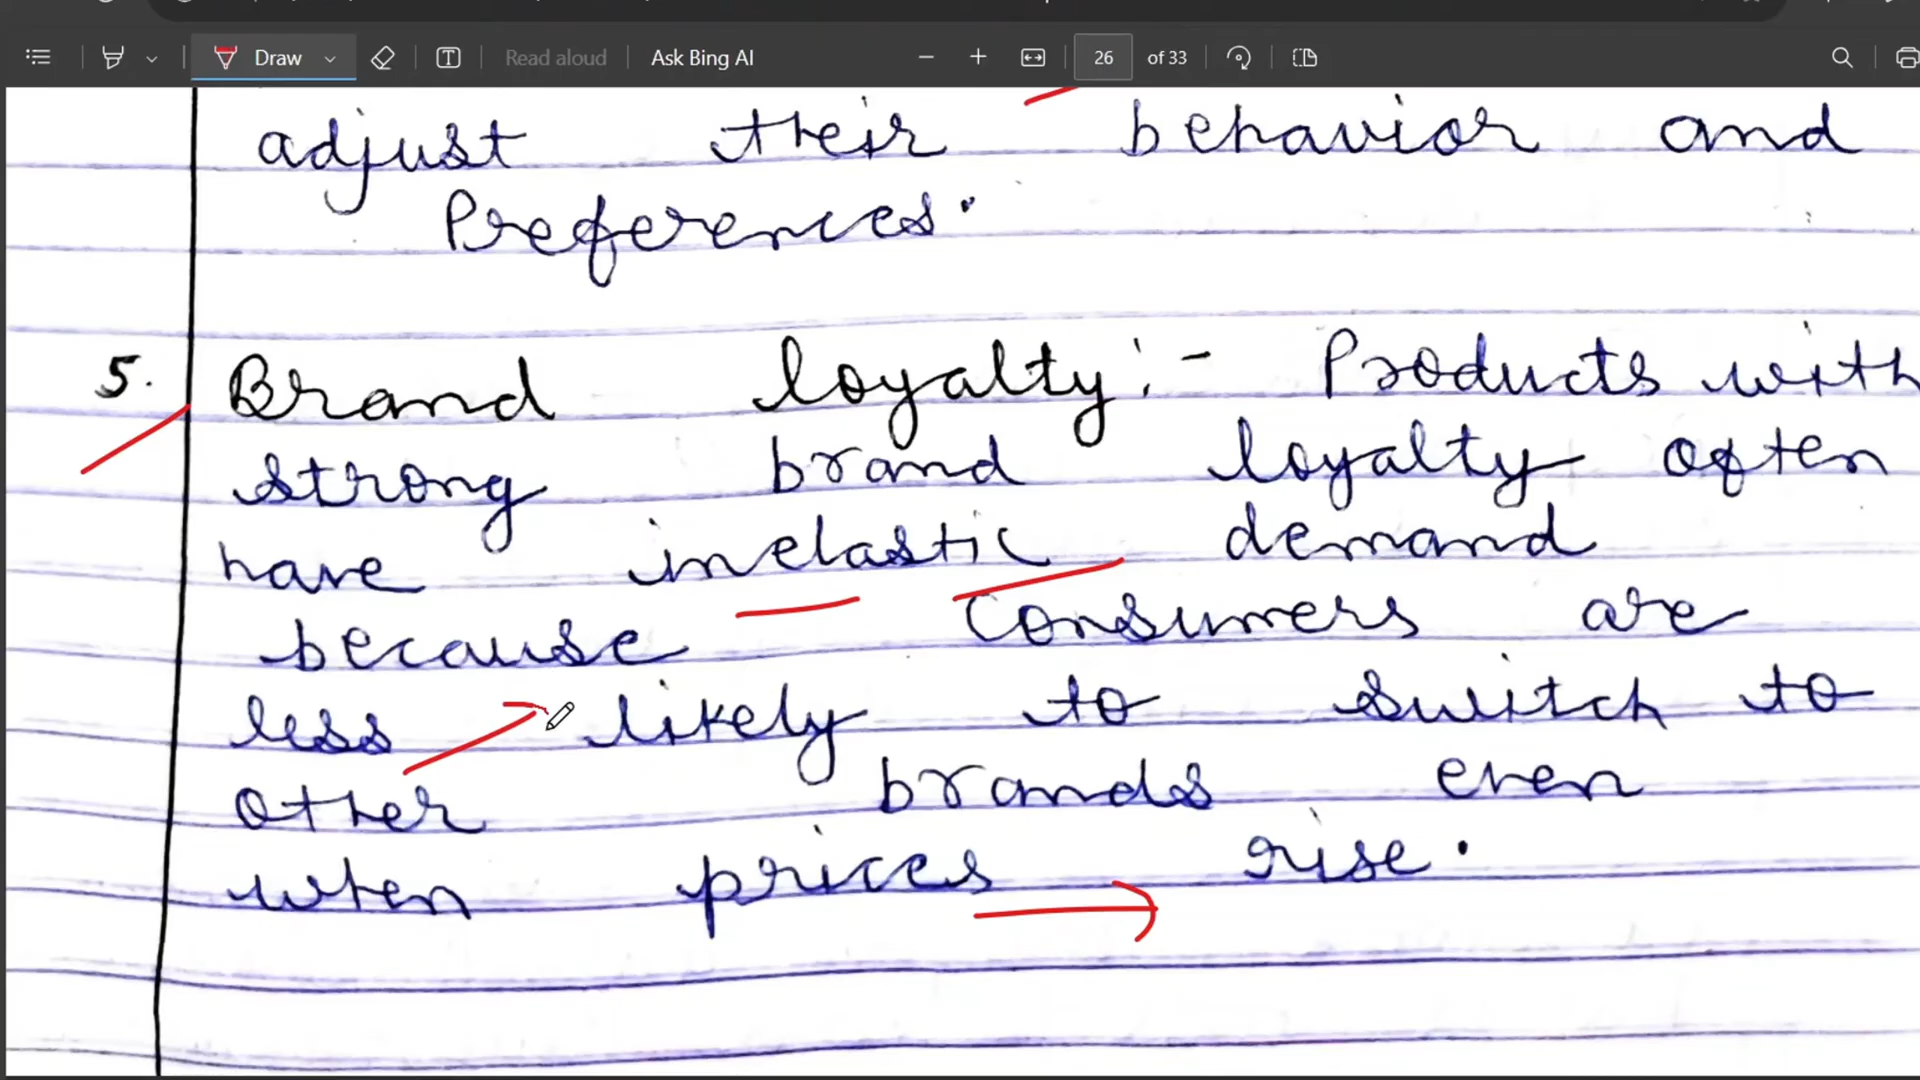 Draw
Read aloud
Ask Bing AI
26 of 33
adjust their behavior and
Preferences.
5. Brand loyalty:- Products with
strong brand loyalty often
have inelastic demand
because Consumers are
less likely to switch to
other brands even
when prices rise.